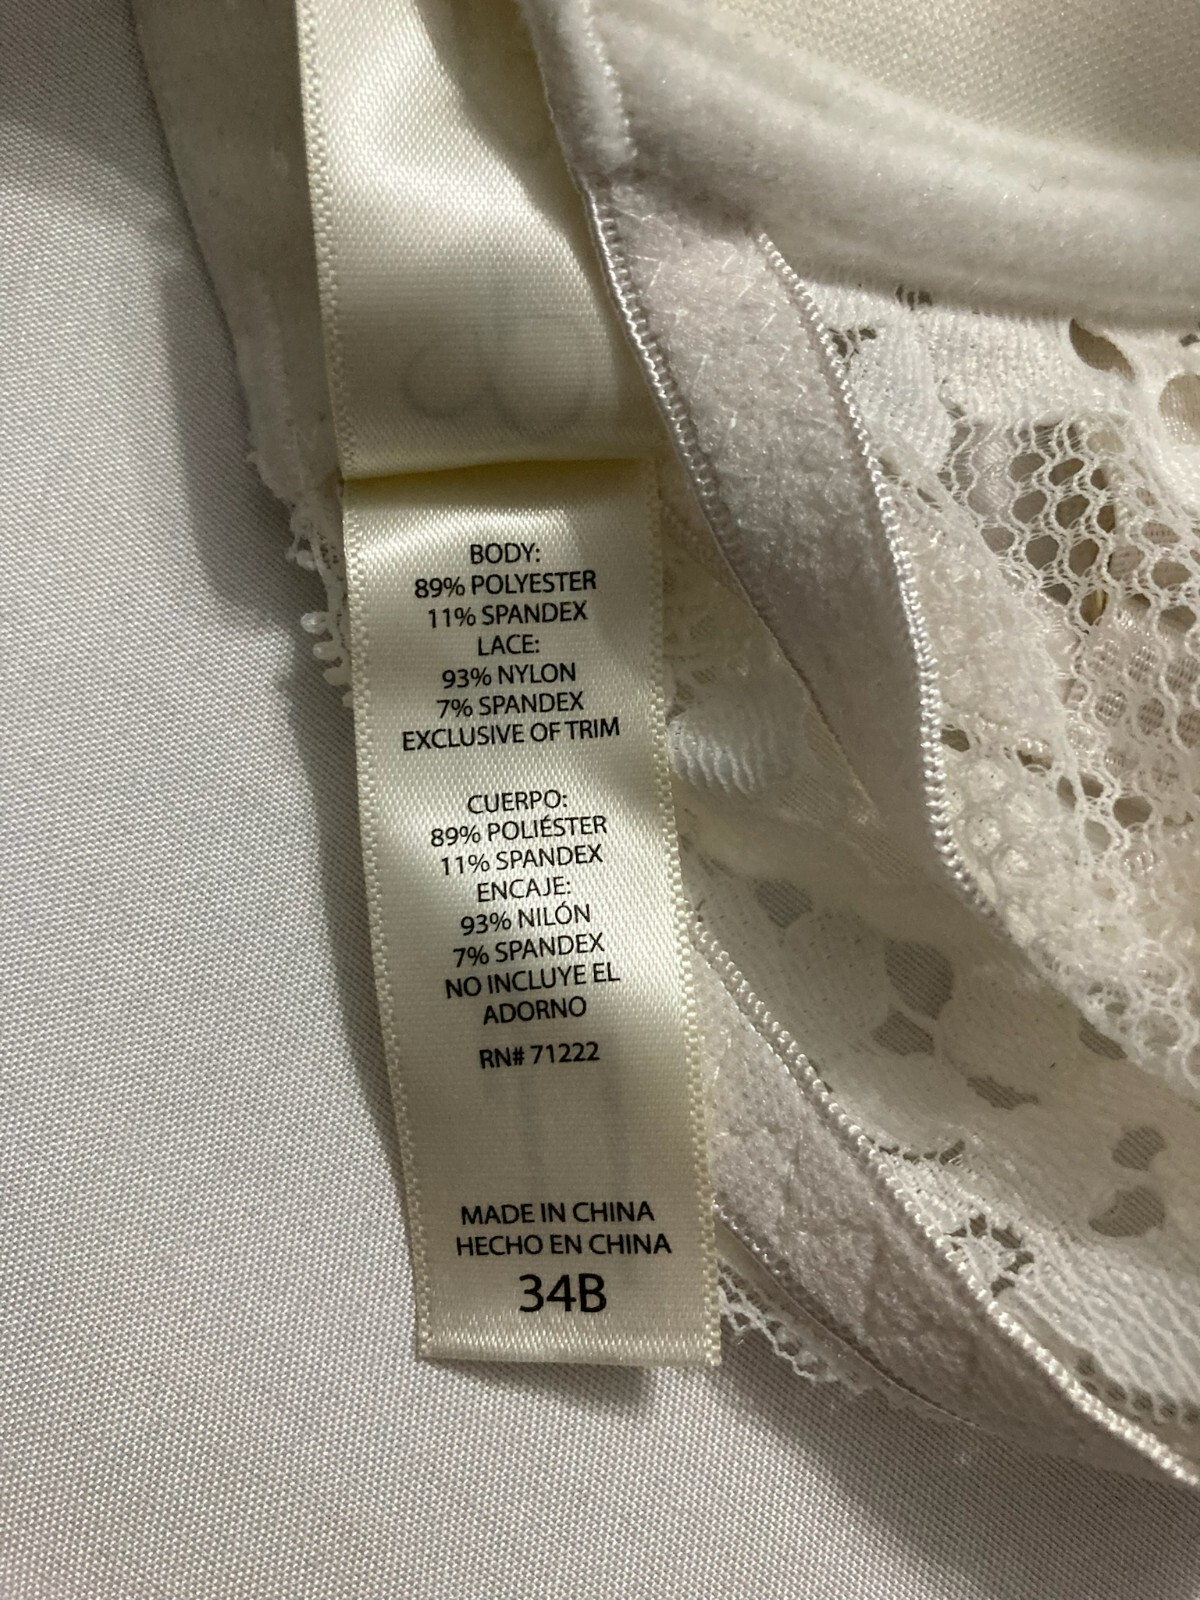 BODY:
89% POLYESTER
11% SPANDEX
LACE:
93% NYLON
7% SPANDEX
EXCLUSIVE OF TRIM
CUERPO:
89% POLIÉSTER
11% SPANDEX
ENCAJE:
93% NILÓN
7% SPANDEX
NO INCLUYE EL
ADORNO
RN# 71222
MADE IN CHINA
HECHO EN CHINA
34B